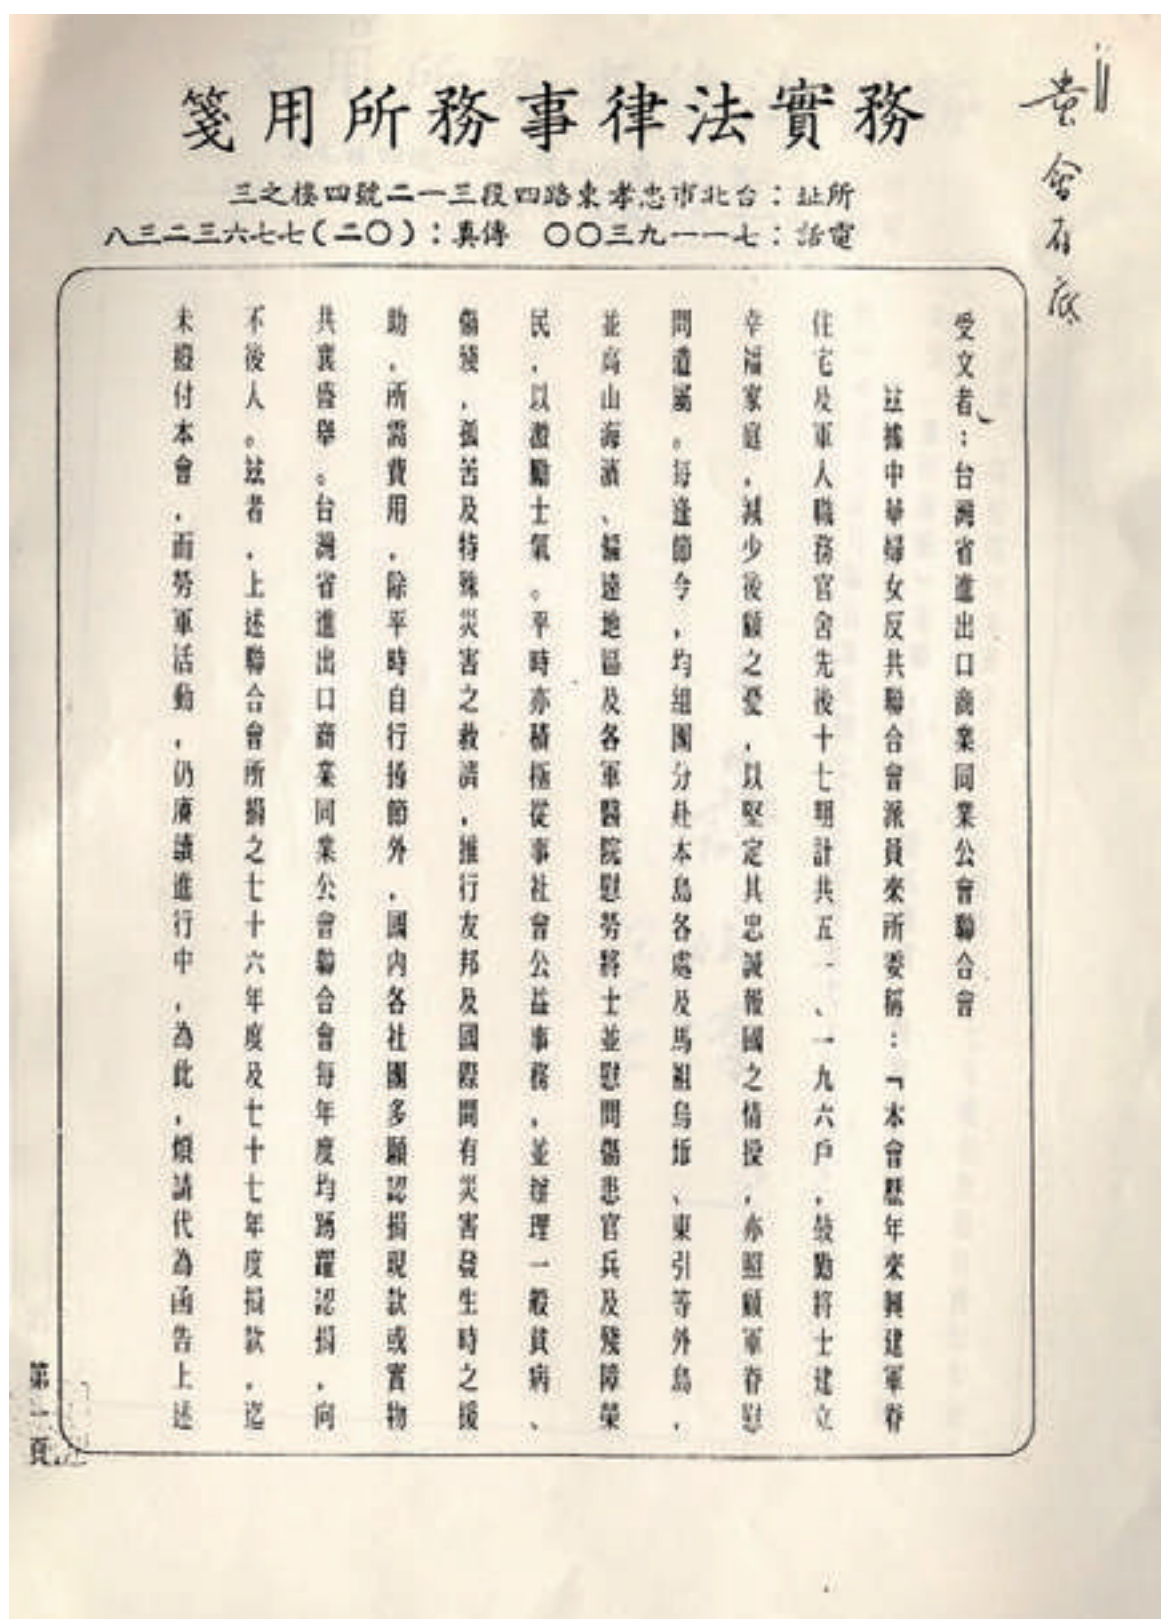 務實法律事務所用箋
所址：台北市忠孝東路四段三一二號四樓之三
電話：七一一一九三〇〇　傳真：(〇二)七七六三二三八
會存底
受文者：台灣省進出口商業同業公會聯合會
玆據中華婦女反共聯合會派員來所委稱：「本會歷年來興建軍眷
住宅及軍人職務官舍先後十七期計共五一、一九六戶，鼓勵將士建立
幸福家庭，減少後顧之憂，以堅定其忠誠報國之情操，亦照顧軍眷慰
問遺屬。每逢節令，均組團分赴本島各處及馬祖烏坵、東引等外島，
並高山海濱、偏遠地區及各軍醫院慰勞將士並慰問傷患官兵及殘障榮
民，以激勵士氣。平時亦積極從事社會公益事務，並辦理一般貧病、
傷殘，孤苦及特殊災害之救濟，推行友邦及國際間有災害發生時之援
助，所需費用，除平時自行撙節外，國內各社團多願認捐現款或實物
共襄盛舉。台灣省進出口商業同業公會聯合會每年度均踴躍認捐，向
不後人。玆者，上述聯合會所捐之七十六年度及七十七年度捐款，迄
未撥付本會，而勞軍活動，仍賡續進行中，為此，煩請代為函告上述
第一頁